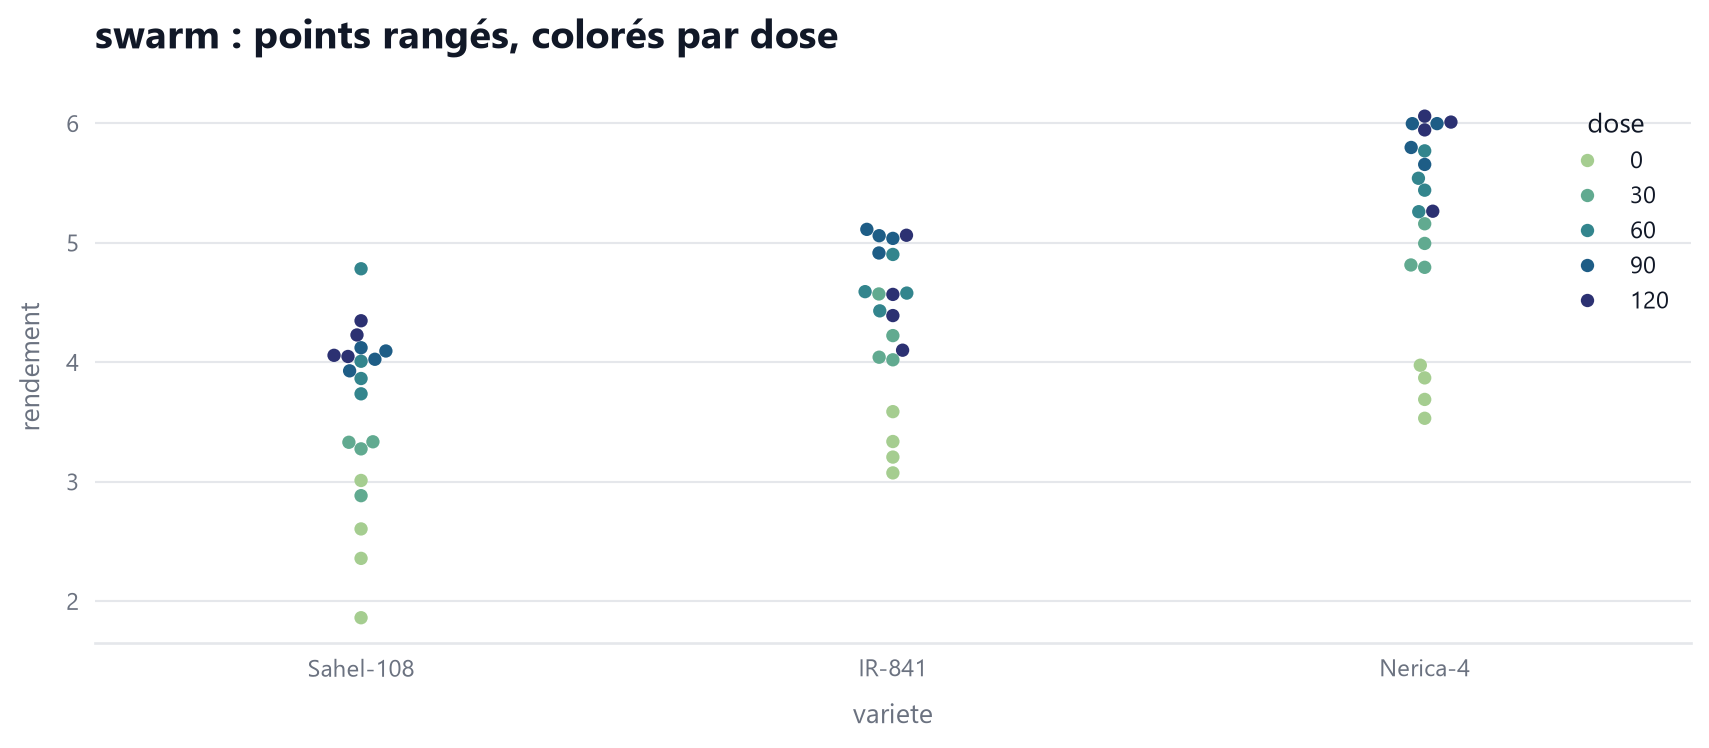 swarm : points rangés, colorés par dose
6
5
4
3
2
rendement
Sahel-108
IR-841
Nerica-4
variete
dose
0
30
60
90
120